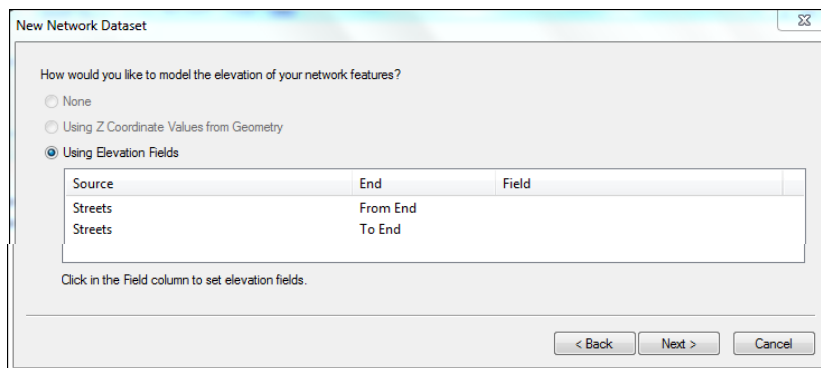 New Network Dataset
How would you like to model the elevation of your network features?
None
Using Z Coordinate Values from Geometry
Using Elevation Fields
Source End Field
Streets From End
Streets To End
Click in the Field column to set elevation fields.
< Back Next > Cancel